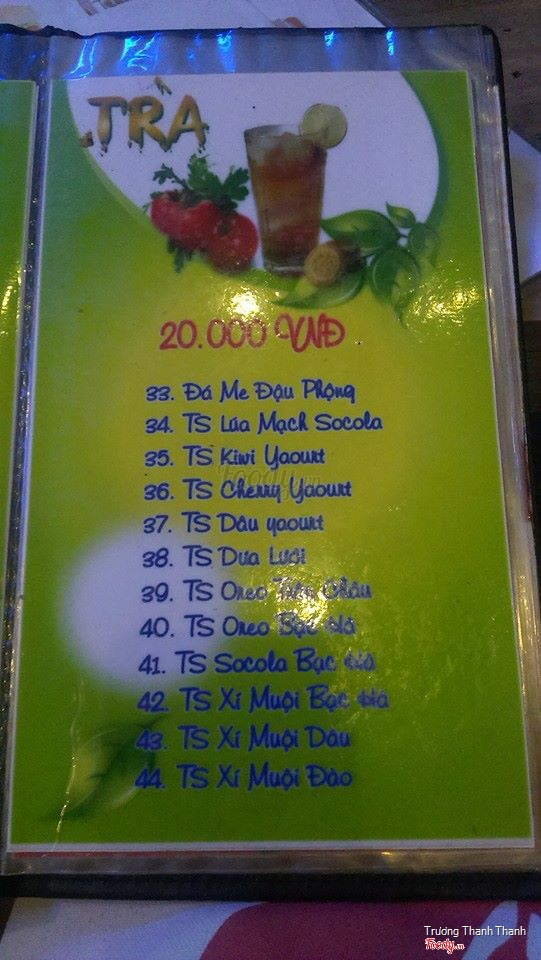 TRÀ
20.000 VNĐ
33. Đá Me Đậu Phộng
34. TS Lúa Mạch Socola
35. TS Kiwi Yaourt
Foody.vn
36. TS Cherry Yaourt
37. TS Dâu yaourt
38. TS Dưa Lưới
39. TS Oreo Trân Châu
40. TS Oreo Bạc Hà
41. TS Socola Bạc Hà
42. TS Xí Muội Bạc Hà
43. TS Xí Muội Dâu
44. TS Xí Muội Đào
Trương Thanh Thanh
Foody.vn